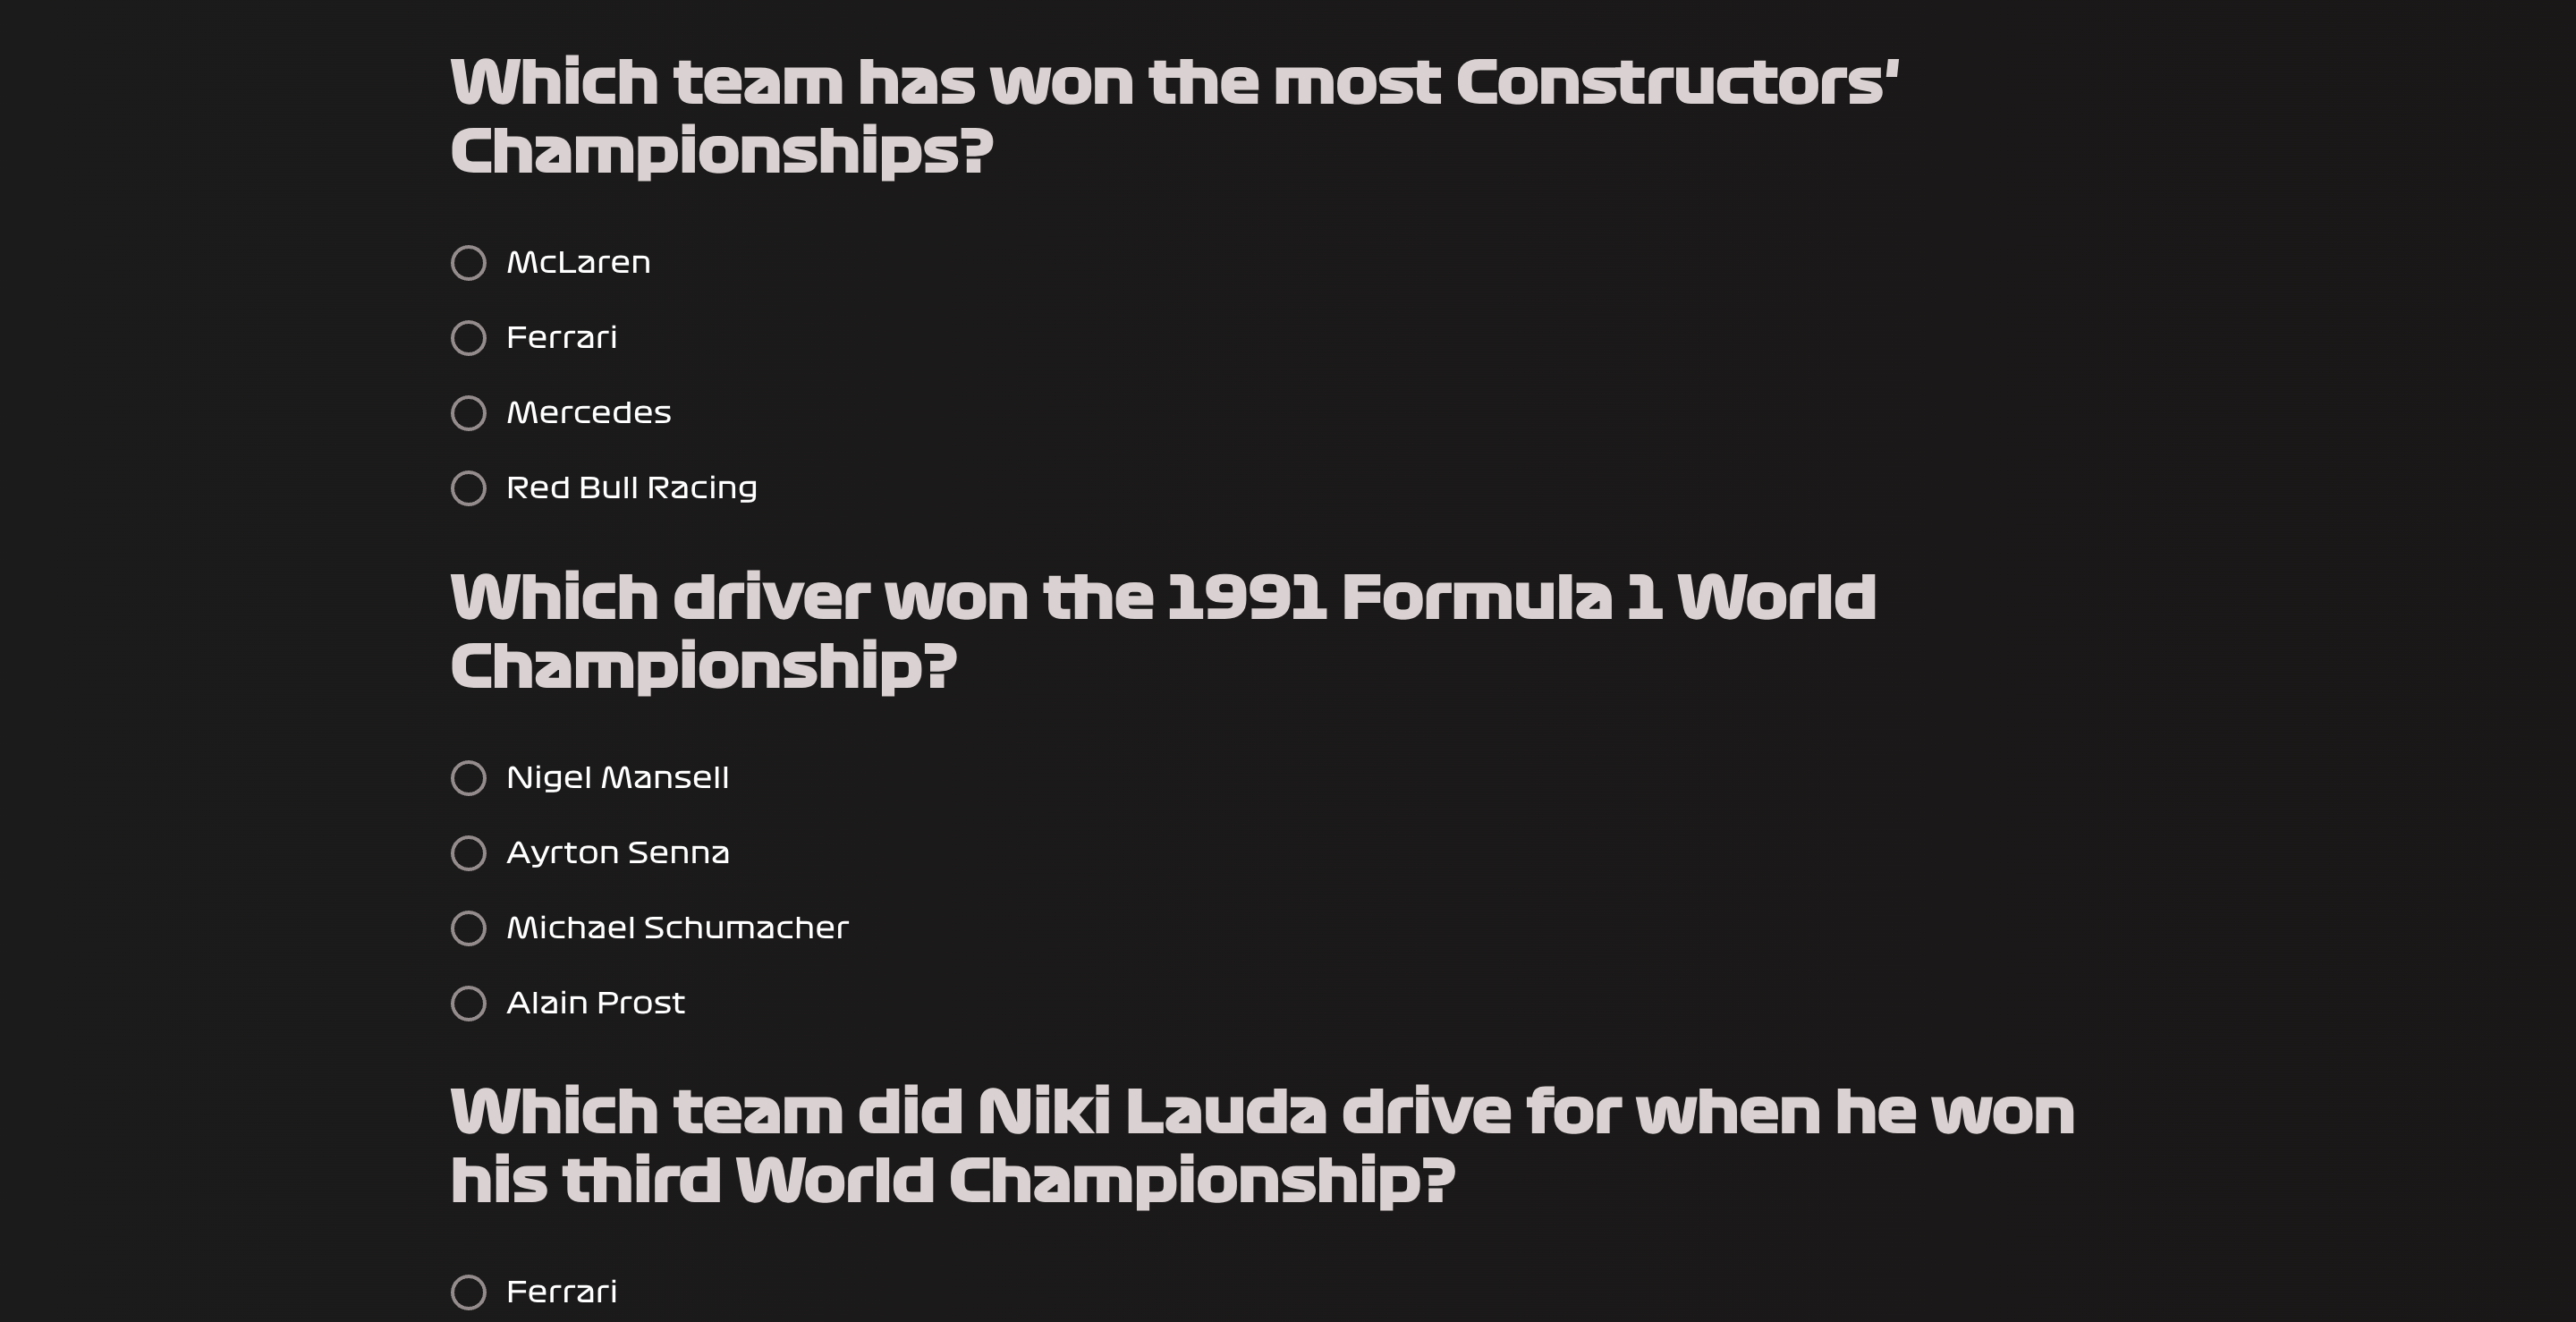 Which team has won the most Constructors'
Championships?
McLaren
Ferrari
Mercedes
Red Bull Racing
Which driver won the 1991 Formula 1 World
Championship?
Nigel Mansell
Ayrton Senna
Michael Schumacher
Alain Prost
Which team did Niki Lauda drive for when he won
his third World Championship?
Ferrari